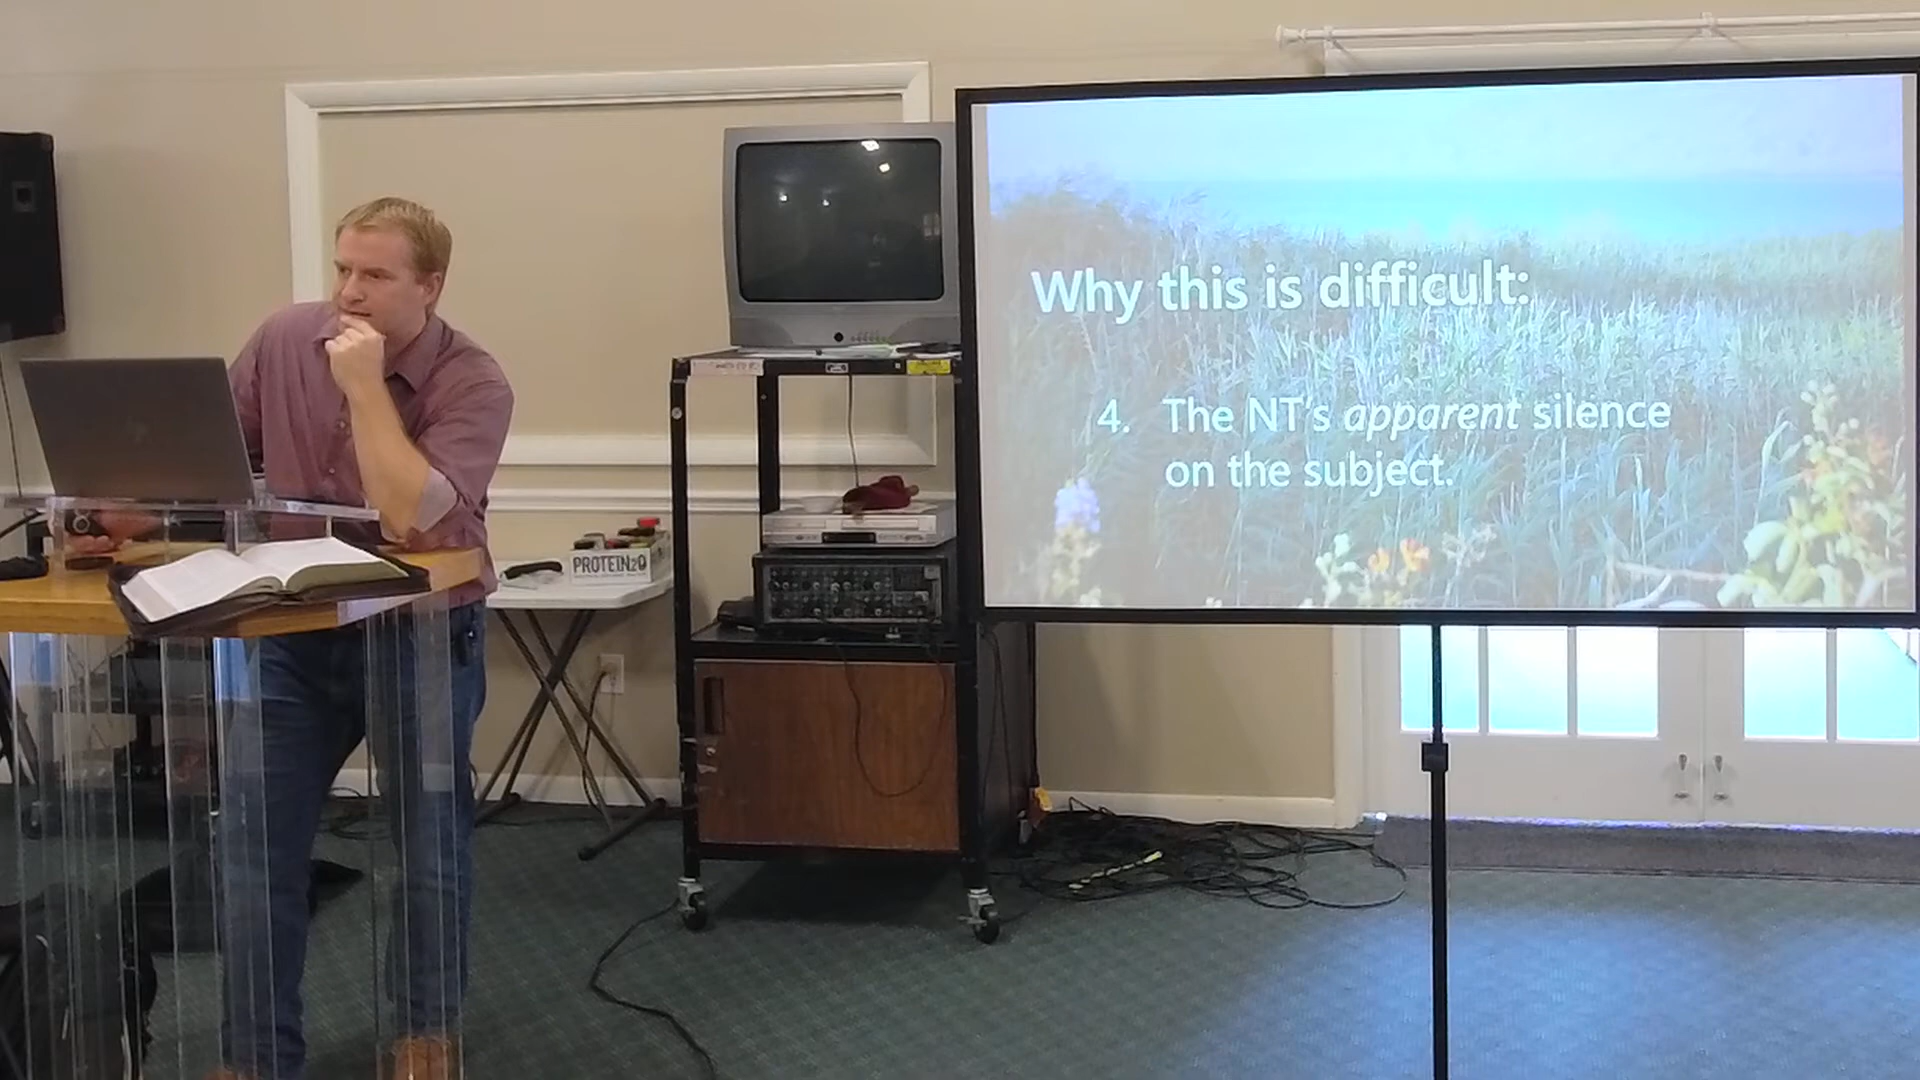 Why this is difficult:
4. The NT's apparent silence
on the subject.
PROTEIN2O